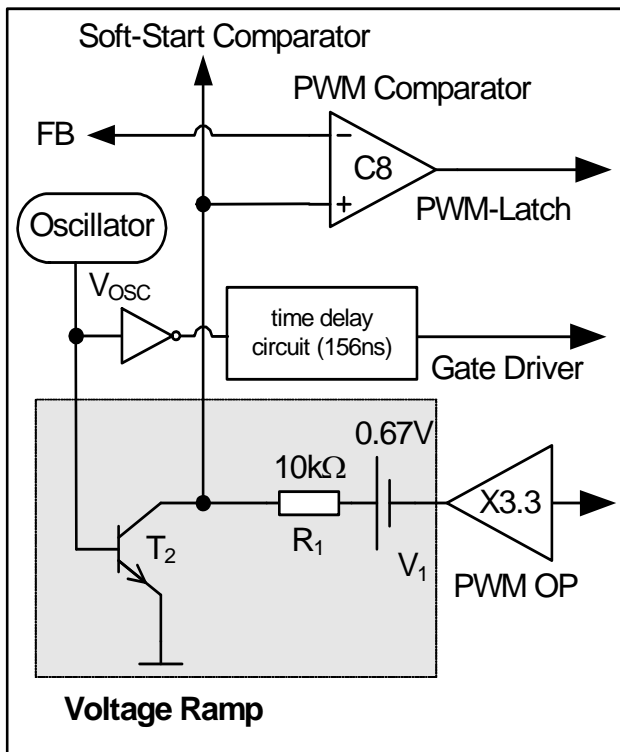 Soft-Start Comparator
PWM Comparator
FB
−
C8
+
PWM-Latch
Oscillator
VOSC
time delay
circuit (156ns)
Gate Driver
0.67V
10kΩ
X3.3
T2
R1
V1
PWM OP
Voltage Ramp